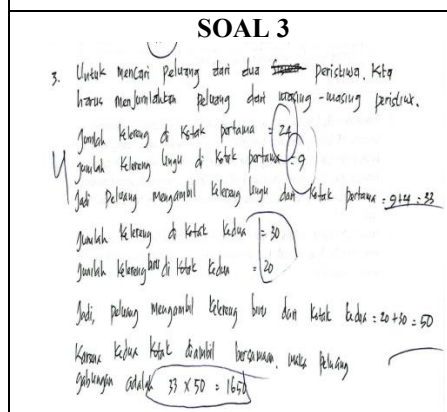 SOAL 3
3. Untuk mencari Peluang dari dua peristiwa, Kita
harus menjumlahkan peluang dari masing-masing peristiwa.
Jumlah Kelereng di Kotak pertama = 24
4
Jumlah Kelereng Ungu di Kotak pertama = 9
Jadi Peluang mengambil Kelereng Ungu dari Kotak pertama =
Jumlah Kelereng di Kotak Kedua = 30
Jumlah Kelereng biru di Kotak Kedua = 20
Jadi, peluang mengambil Kelereng biru dari Kotak Kedua = 20+30 = 50
Karena Kedua Kotak diambil bersamaan, maka Peluang
gabungan adalah 33 x 50 = 1650